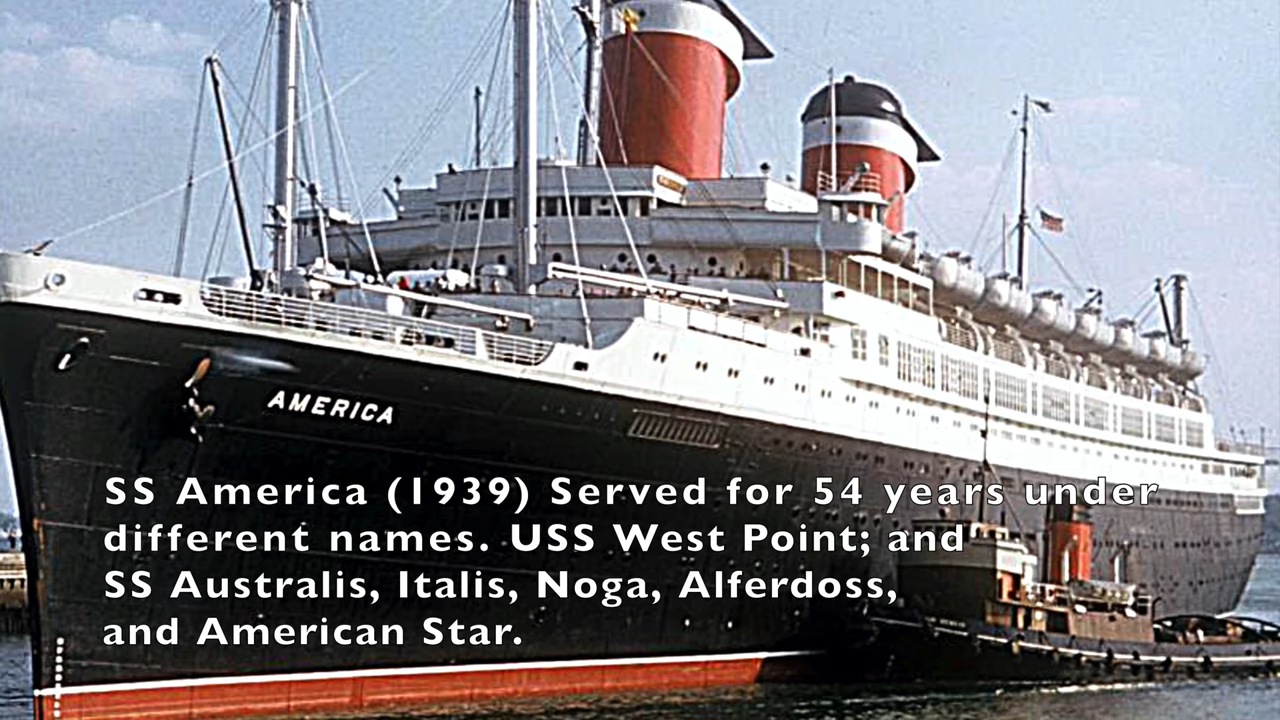 AMERICA
SS America (1939) Served for 54 years under
different names. USS West Point; and
SS Australis, Italis, Noga, Alferdoss,
and American Star.